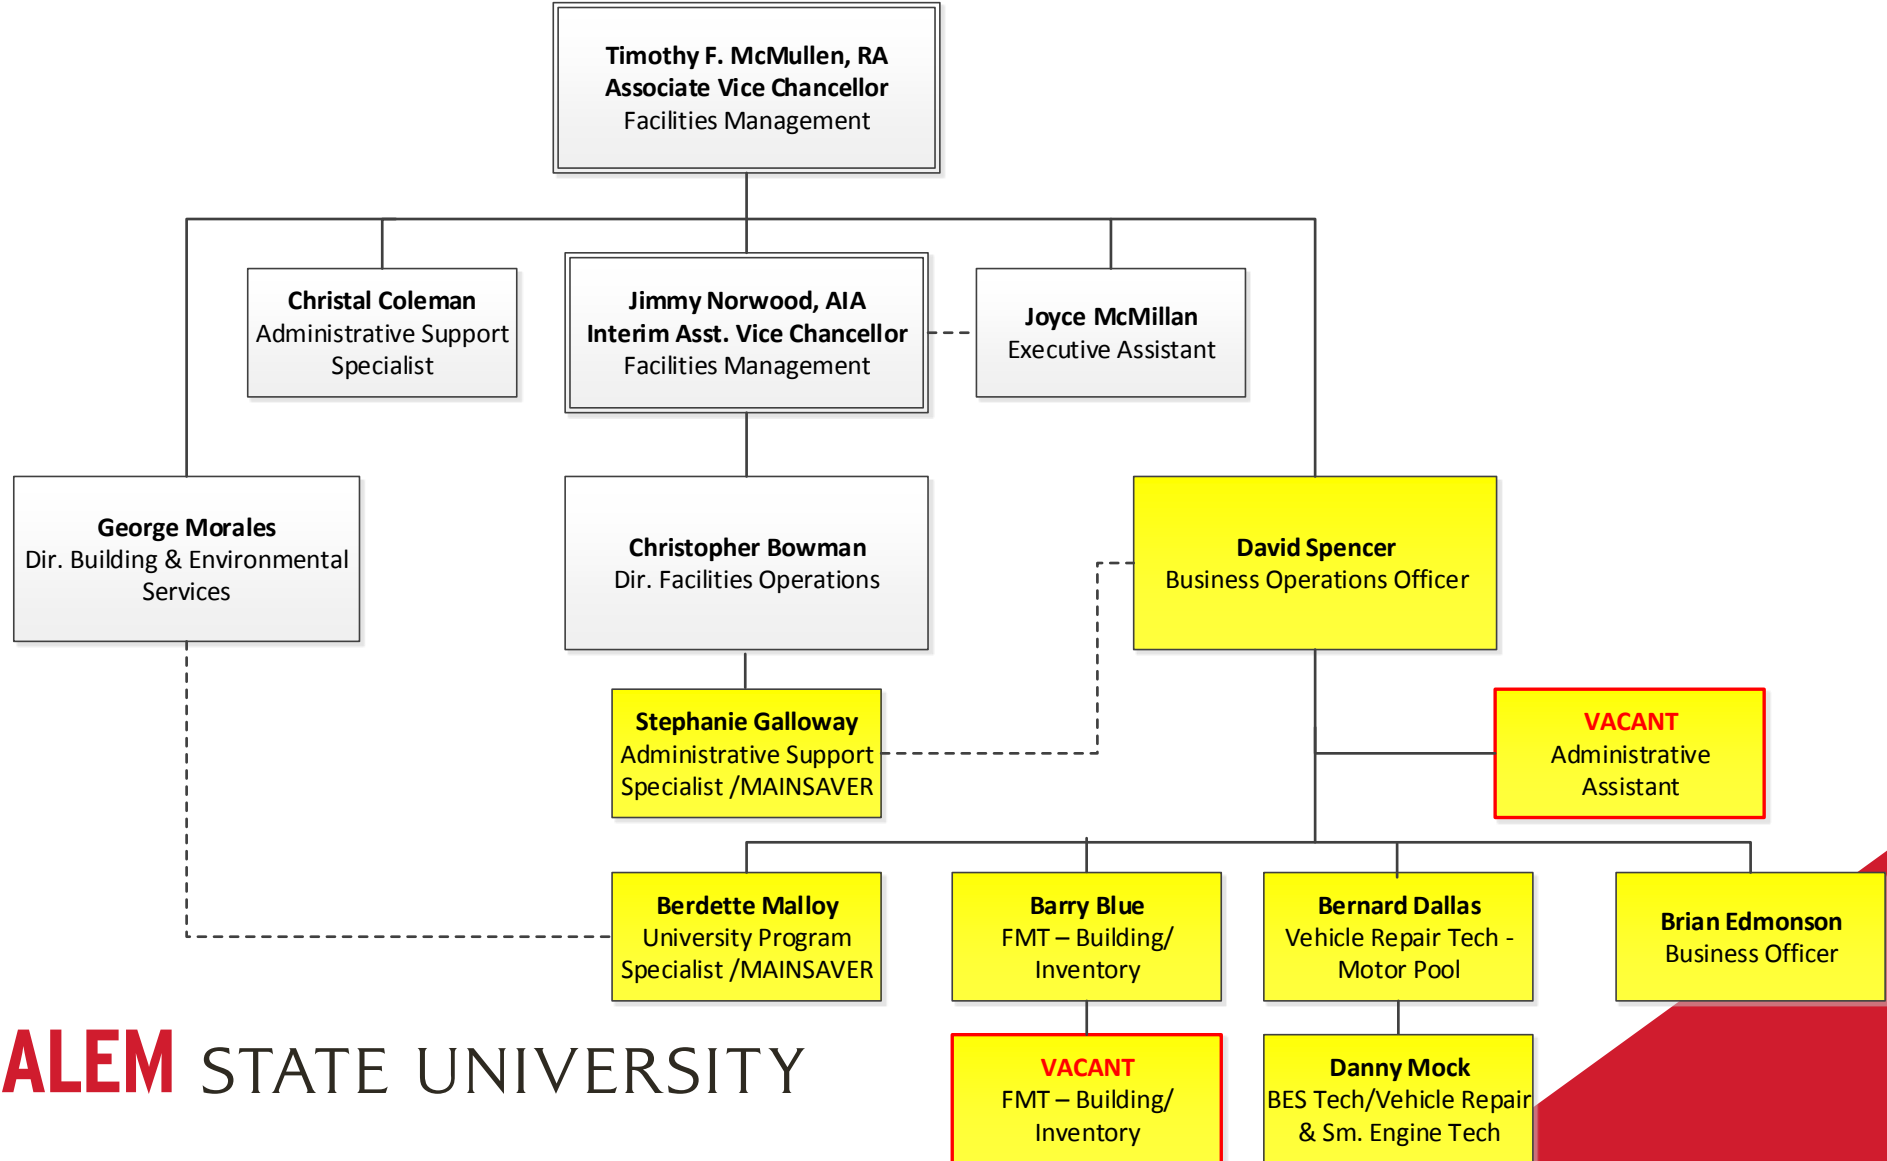 Timothy F. McMullen, RA
Associate Vice Chancellor
Facilities Management
Christal Coleman
Administrative Support
Specialist
Jimmy Norwood, AIA
Interim Asst. Vice Chancellor
Facilities Management
Joyce McMillan
Executive Assistant
George Morales
Dir. Building & Environmental
Services
Christopher Bowman
Dir. Facilities Operations
David Spencer
Business Operations Officer
Stephanie Galloway
Administrative Support
Specialist /MAINSAVER
VACANT
Administrative
Assistant
Berdette Malloy
University Program
Specialist /MAINSAVER
Barry Blue
FMT – Building/
Inventory
Bernard Dallas
Vehicle Repair Tech -
Motor Pool
Brian Edmonson
Business Officer
VACANT
FMT – Building/
Inventory
Danny Mock
BES Tech/Vehicle Repair
& Sm. Engine Tech
ALEM STATE UNIVERSITY